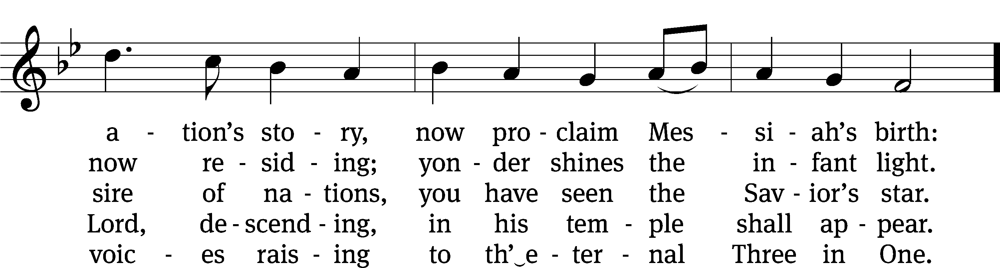 a - tion’s sto - ry, now pro - claim Mes - si - ah’s birth:
now re - sid - ing; yon - der shines the in - fant light.
sire of na - tions, you have seen the Sav - ior’s star.
Lord, de - scend - ing, in his tem - ple shall ap - pear.
voic - es rais - ing to th’‿e - ter - nal Three in One.